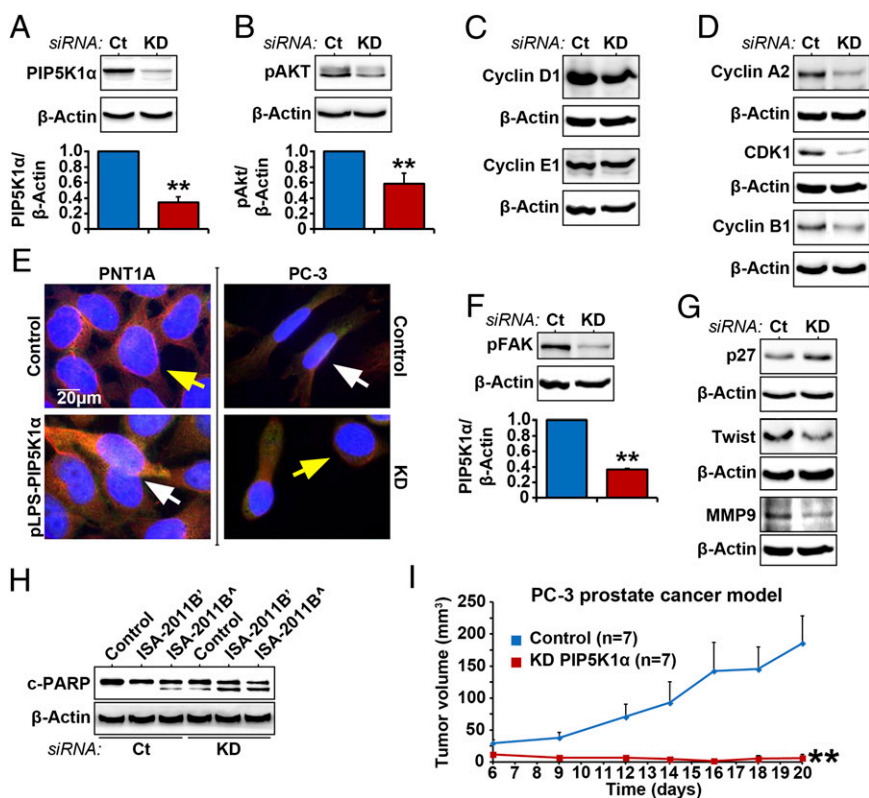 A
siRNA: Ct KD
PIP5K1α
β-Actin
PIP5K1α/
β-Actin
1.0
0.8
0.6
0.4
0.2
0
**
B
siRNA: Ct KD
pAKT
β-Actin
pAkt/
β-Actin
1.0
0.8
0.6
0.4
0.2
0
**
C
siRNA: Ct KD
Cyclin D1
β-Actin
Cyclin E1
β-Actin
D
siRNA: Ct KD
Cyclin A2
β-Actin
CDK1
β-Actin
Cyclin B1
β-Actin
E
PNT1A
PC-3
Control
20µm
Control
pLPS-PIP5K1α
KD
F
siRNA: Ct KD
pFAK
β-Actin
PIP5K1α/
β-Actin
1.0
0.8
0.6
0.4
0.2
0
**
G
siRNA: Ct KD
p27
β-Actin
Twist
β-Actin
MMP9
β-Actin
H
Control
ISA-2011B'
ISA-2011B^
Control
ISA-2011B'
ISA-2011B^
c-PARP
β-Actin
siRNA: Ct KD
I
PC-3 prostate cancer model
Control (n=7)
KD PIP5K1α (n=7)
Tumor volume (mm³)
250
200
150
100
50
0
**
6 7 8 9 10 11 12 13 14 15 16 17 18 19 20
Time (days)